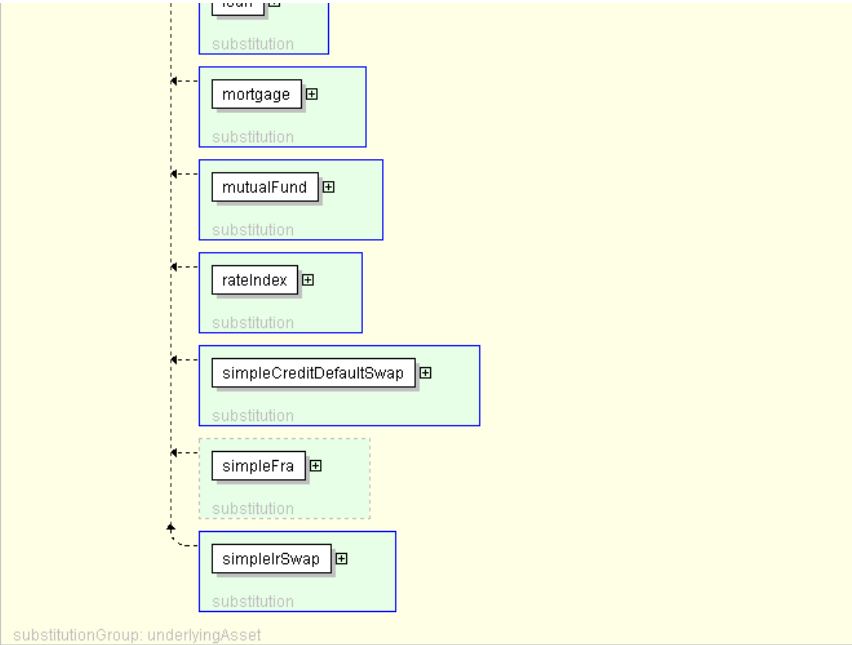 substitution
mortgage
substitution
mutualFund
substitution
rateIndex
substitution
simpleCreditDefaultSwap
substitution
simpleFra
substitution
simpleIrSwap
substitution
substitutionGroup: underlyingAsset